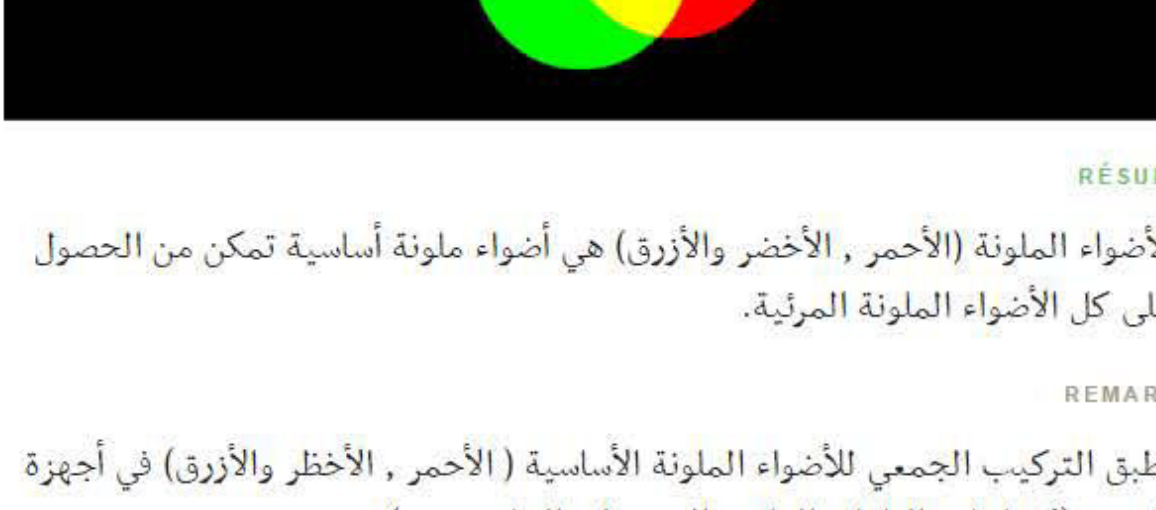 RÉSU
لأضواء الملونة (الأحمر , الأخضر والأزرق) هي أضواء ملونة أساسية تمكن من الحصول
لى كل الأضواء الملونة المرئية.
REMAR
طبق التركيب الجمعي للأضواء الملونة الأساسية ( الأحمر , الأخظر والأزرق) في أجهزة